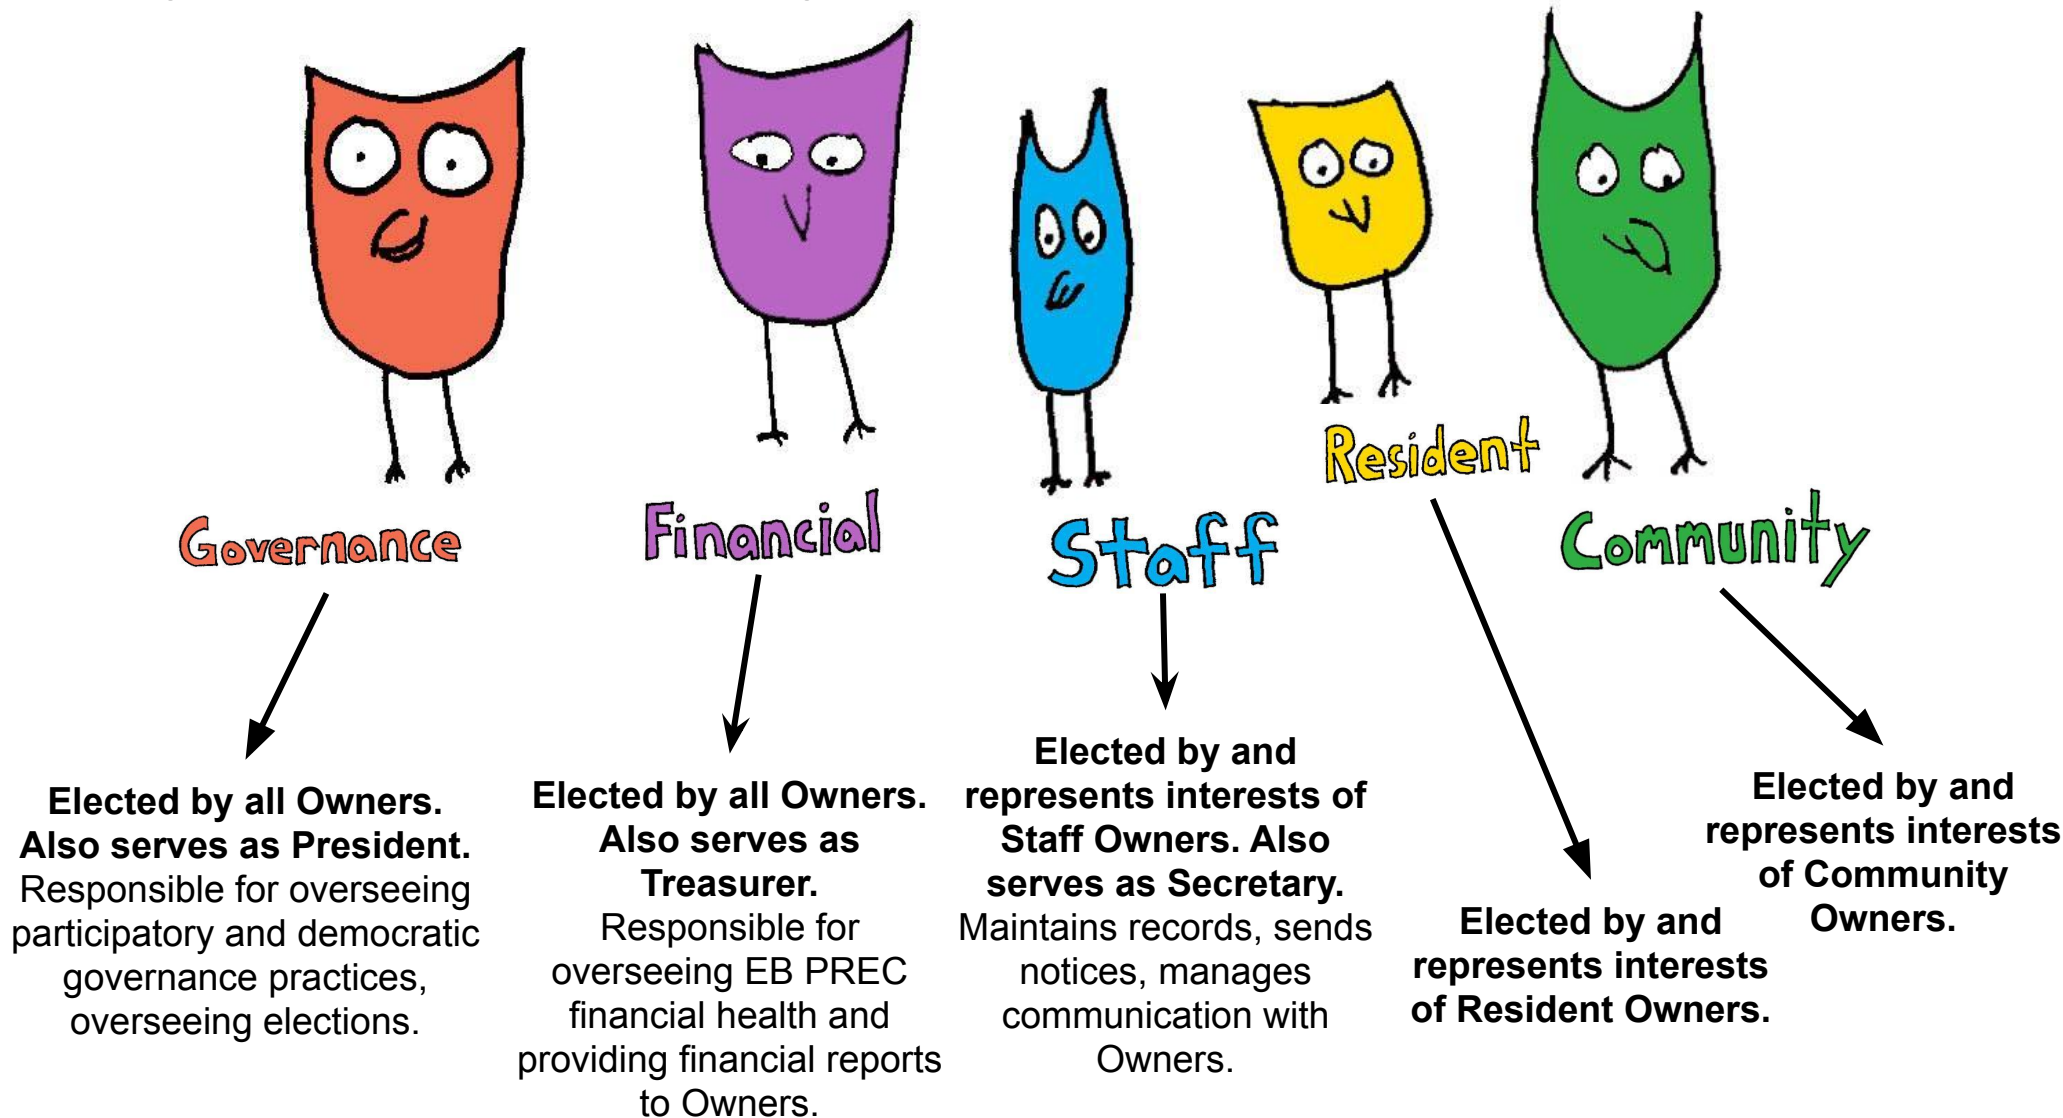 Governance
Elected by all Owners.
Also serves as President.
Responsible for overseeing
participatory and democratic
governance practices,
overseeing elections.
Financial
Elected by all Owners.
Also serves as
Treasurer.
Responsible for
overseeing EB PREC
financial health and
providing financial reports
to Owners.
Staff
Elected by and
represents interests of
Staff Owners. Also
serves as Secretary.
Maintains records, sends
notices, manages
communication with
Owners.
Resident
Elected by and
represents interests
of Resident Owners.
Community
Elected by and
represents interests
of Community
Owners.